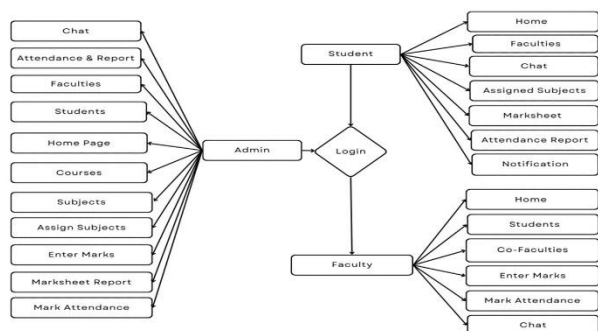 Chat
Attendance & Report
Faculties
Students
Home Page
Courses
Subjects
Assign Subjects
Enter Marks
Marksheet Report
Mark Attendance
Admin
Student
Login
Faculty
Home
Faculties
Chat
Assigned Subjects
Marksheet
Attendance Report
Notification
Home
Students
Co-Faculties
Enter Marks
Mark Attendance
Chat